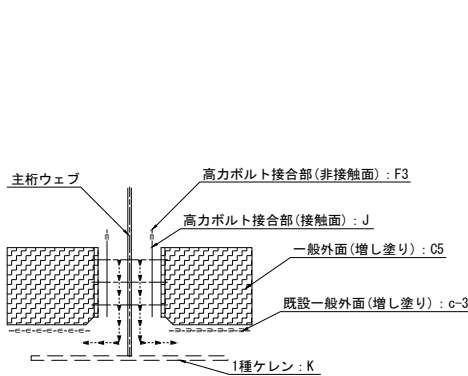 主桁ウェブ
高力ボルト接合部(非接触面)：F3
高力ボルト接合部(接触面)：J
一般外面(増し塗り)：C5
既設一般外面(増し塗り)：c-3
1種ケレン：K